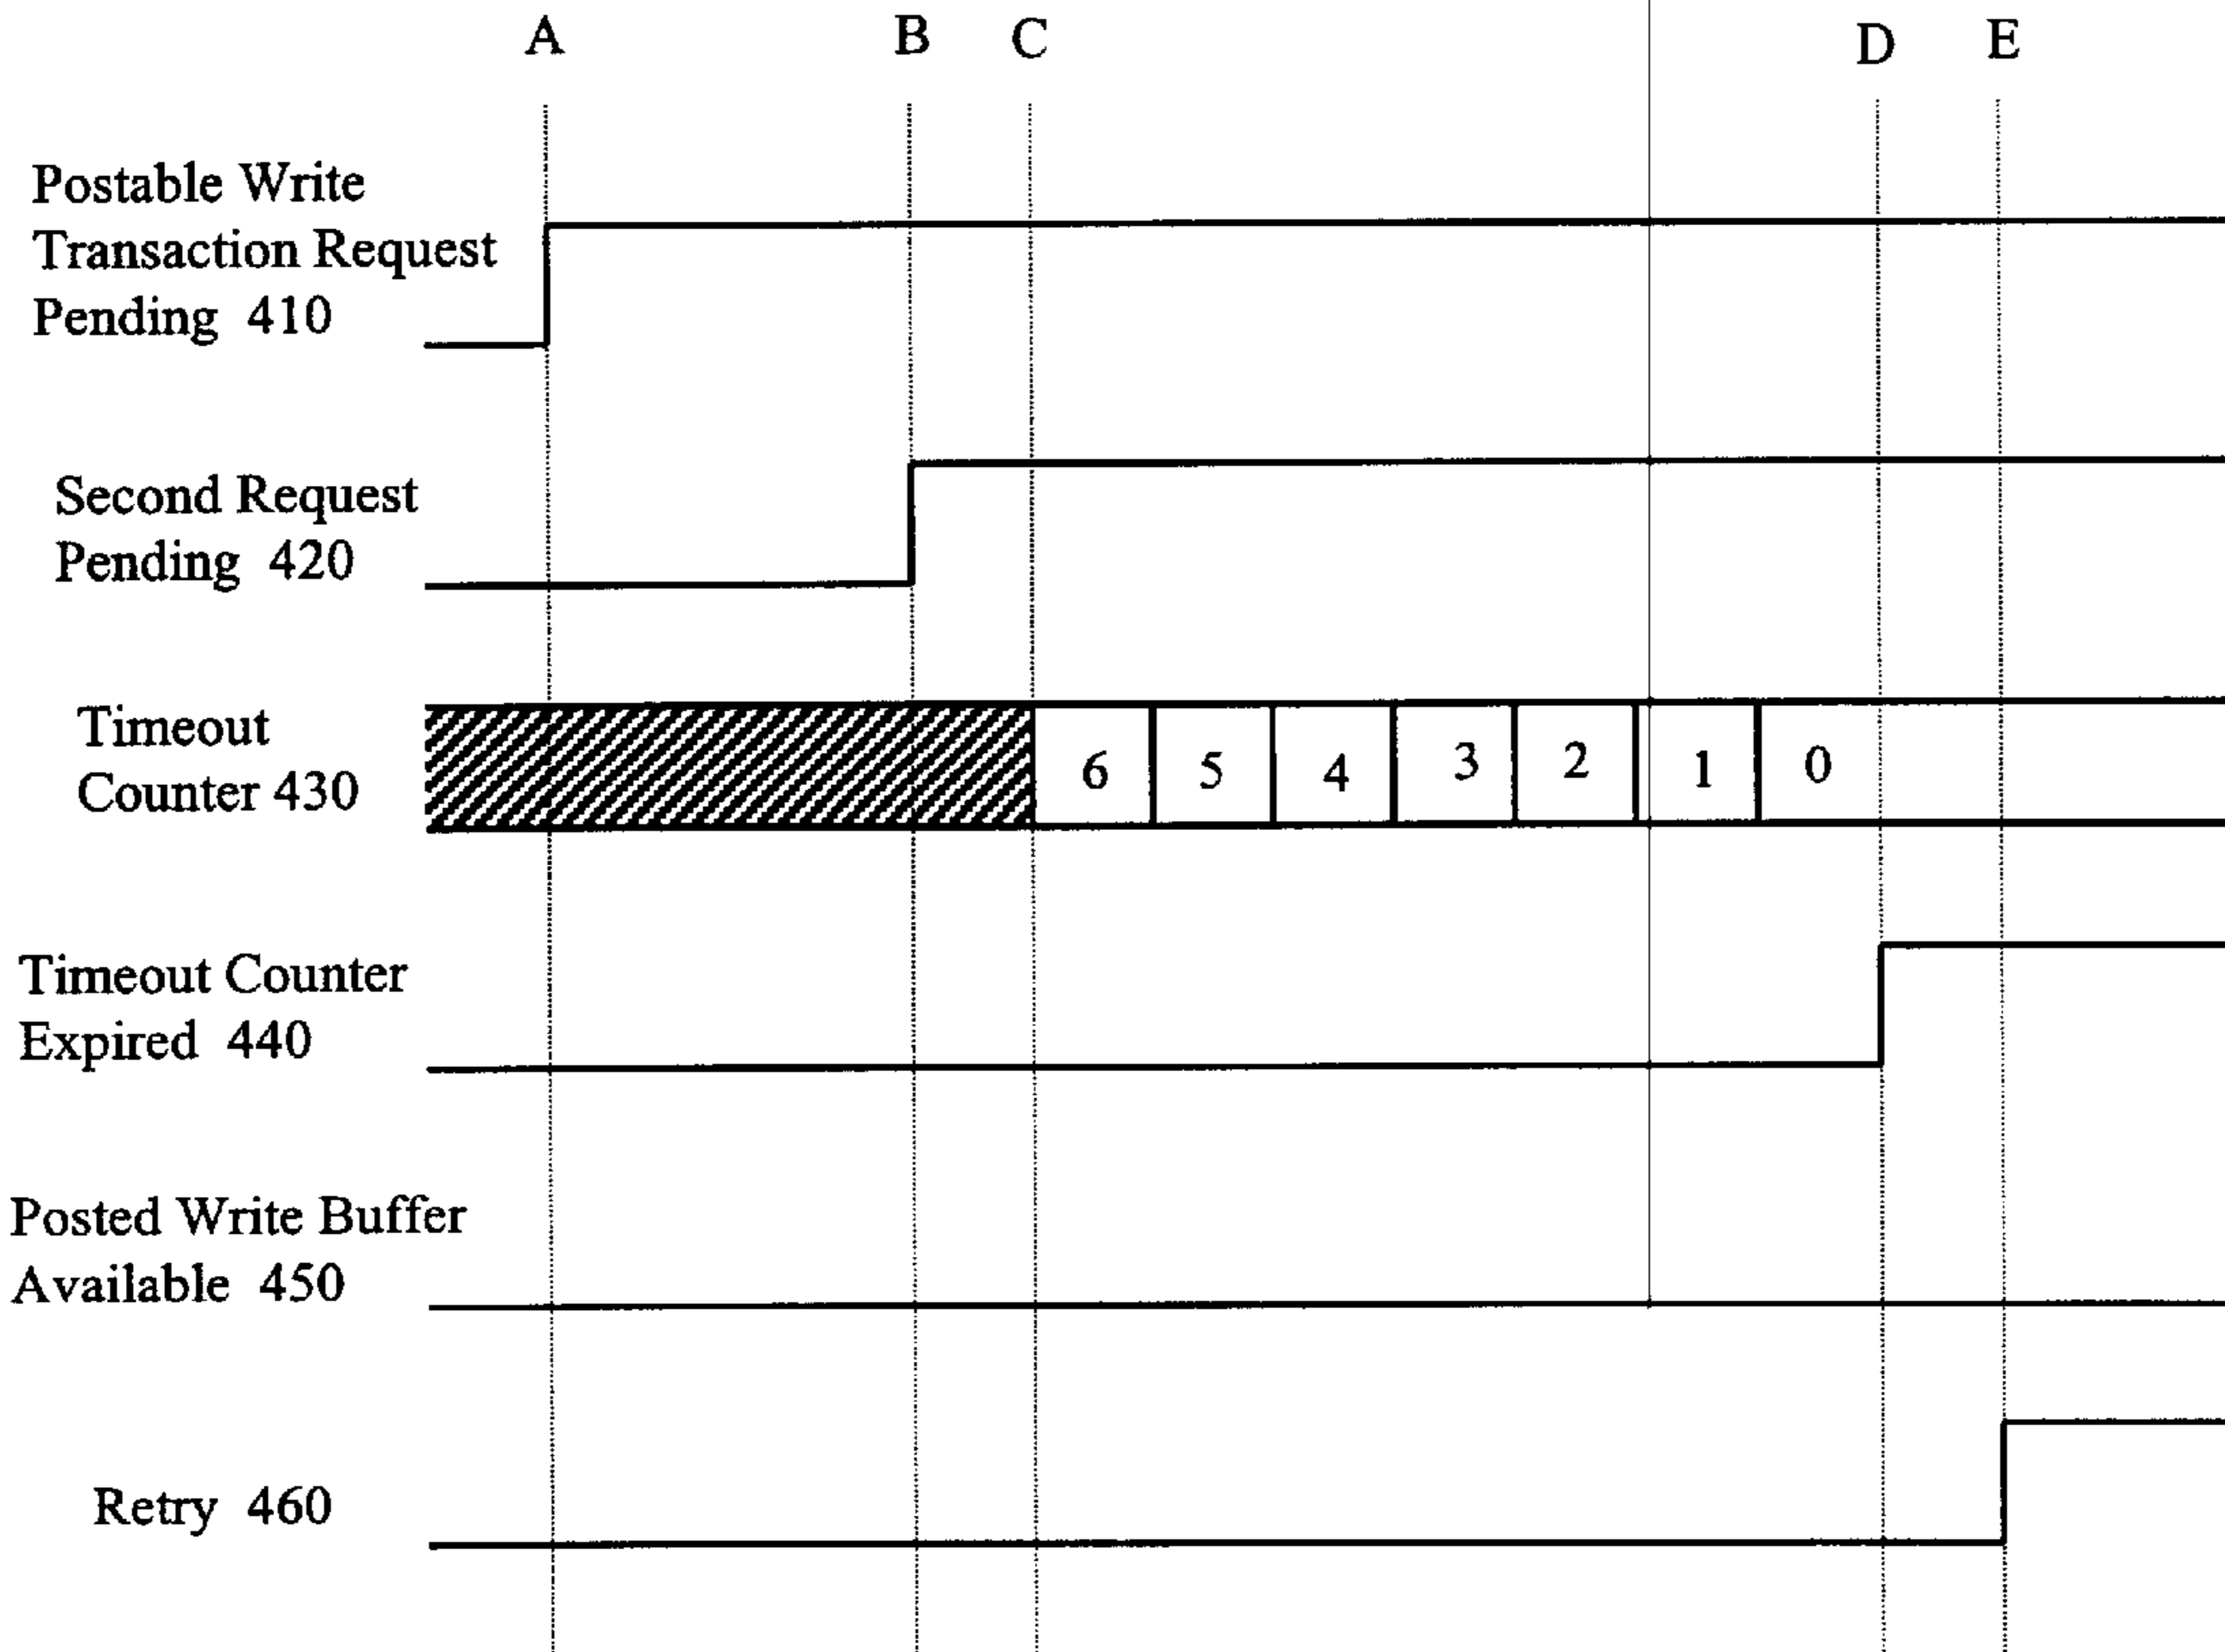 A B C D E
Postable Write
Transaction Request
Pending 410
Second Request
Pending 420
Timeout
Counter 430
6 5 4 3 2 1 0
Timeout Counter
Expired 440
Posted Write Buffer
Available 450
Retry 460